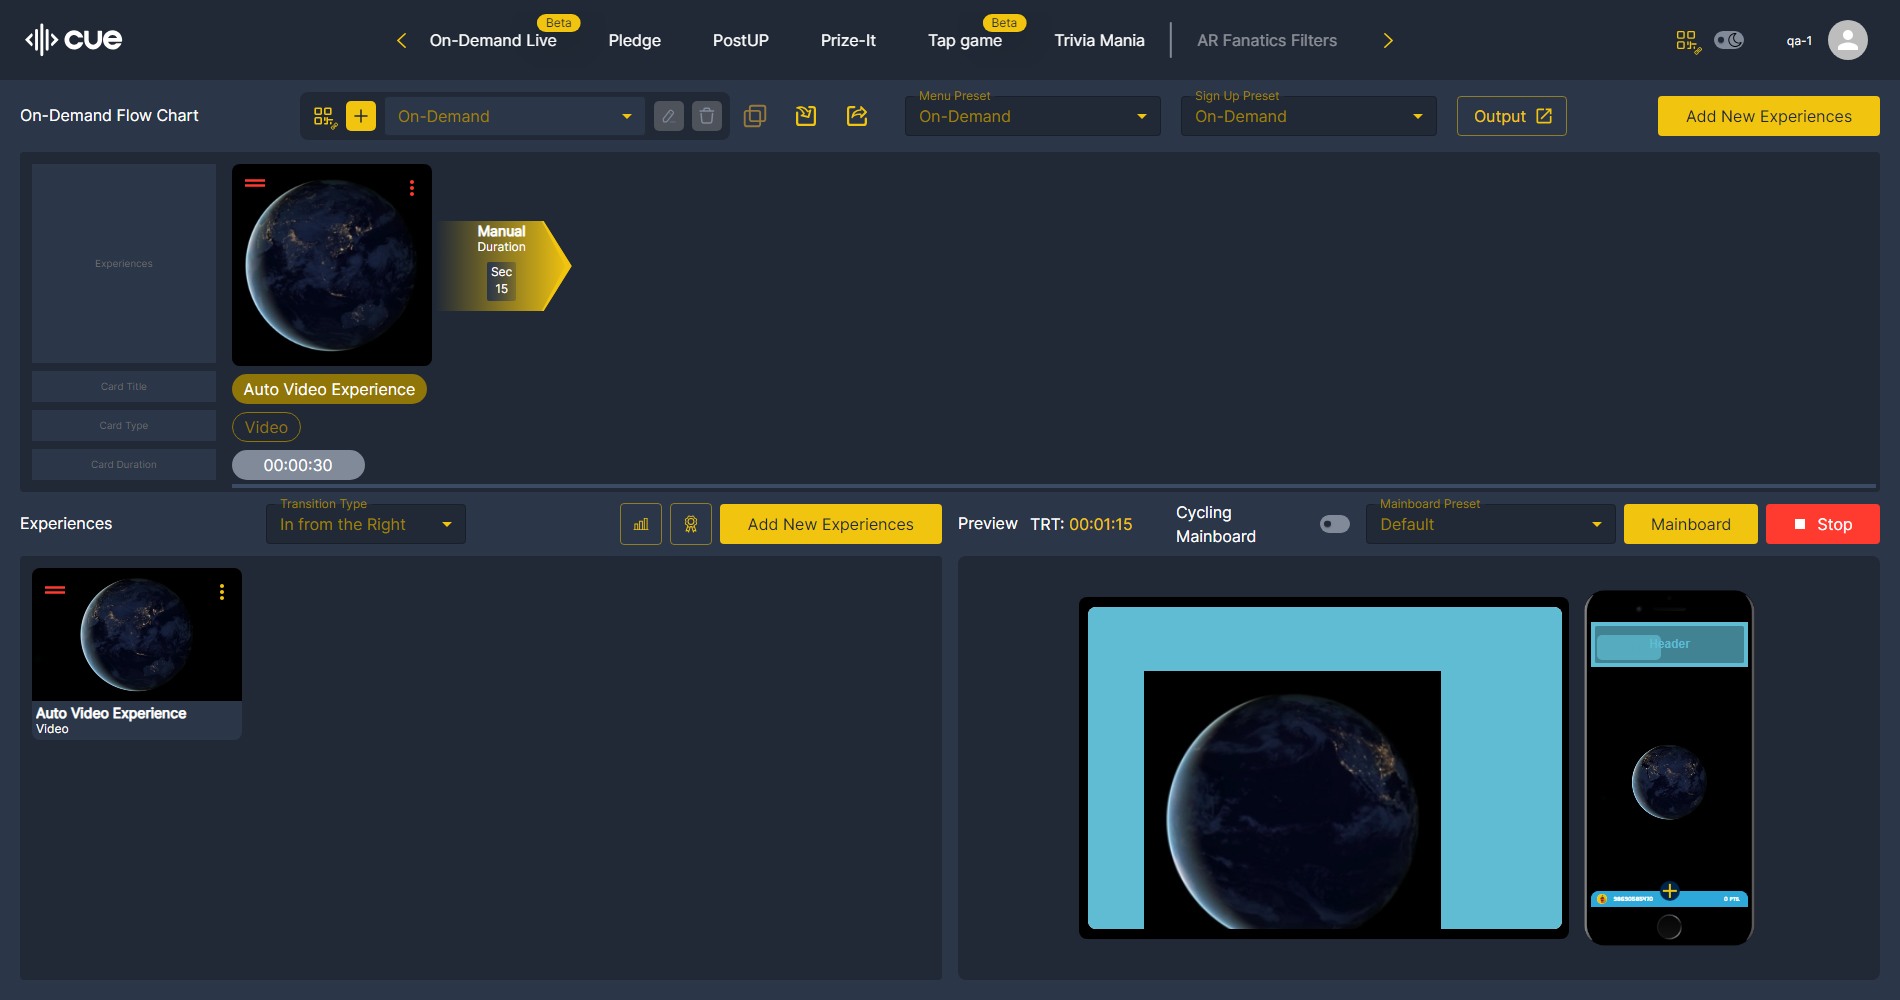 cue
On-Demand Live
Beta
Pledge
PostUP
Prize-It
Tap game
Beta
Trivia Mania
AR Fanatics Filters
qa-1
On-Demand Flow Chart
On-Demand
Menu Preset
On-Demand
Sign Up Preset
On-Demand
Output
Add New Experiences
Experiences
Manual
Duration
Sec
15
Card Title
Auto Video Experience
Card Type
Video
Card Duration
00:00:30
Experiences
Transition Type
In from the Right
Add New Experiences
Preview
TRT: 00:01:15
Cycling
Mainboard
Mainboard Preset
Default
Mainboard
Stop
Auto Video Experience
Video
Header
0 PTS.